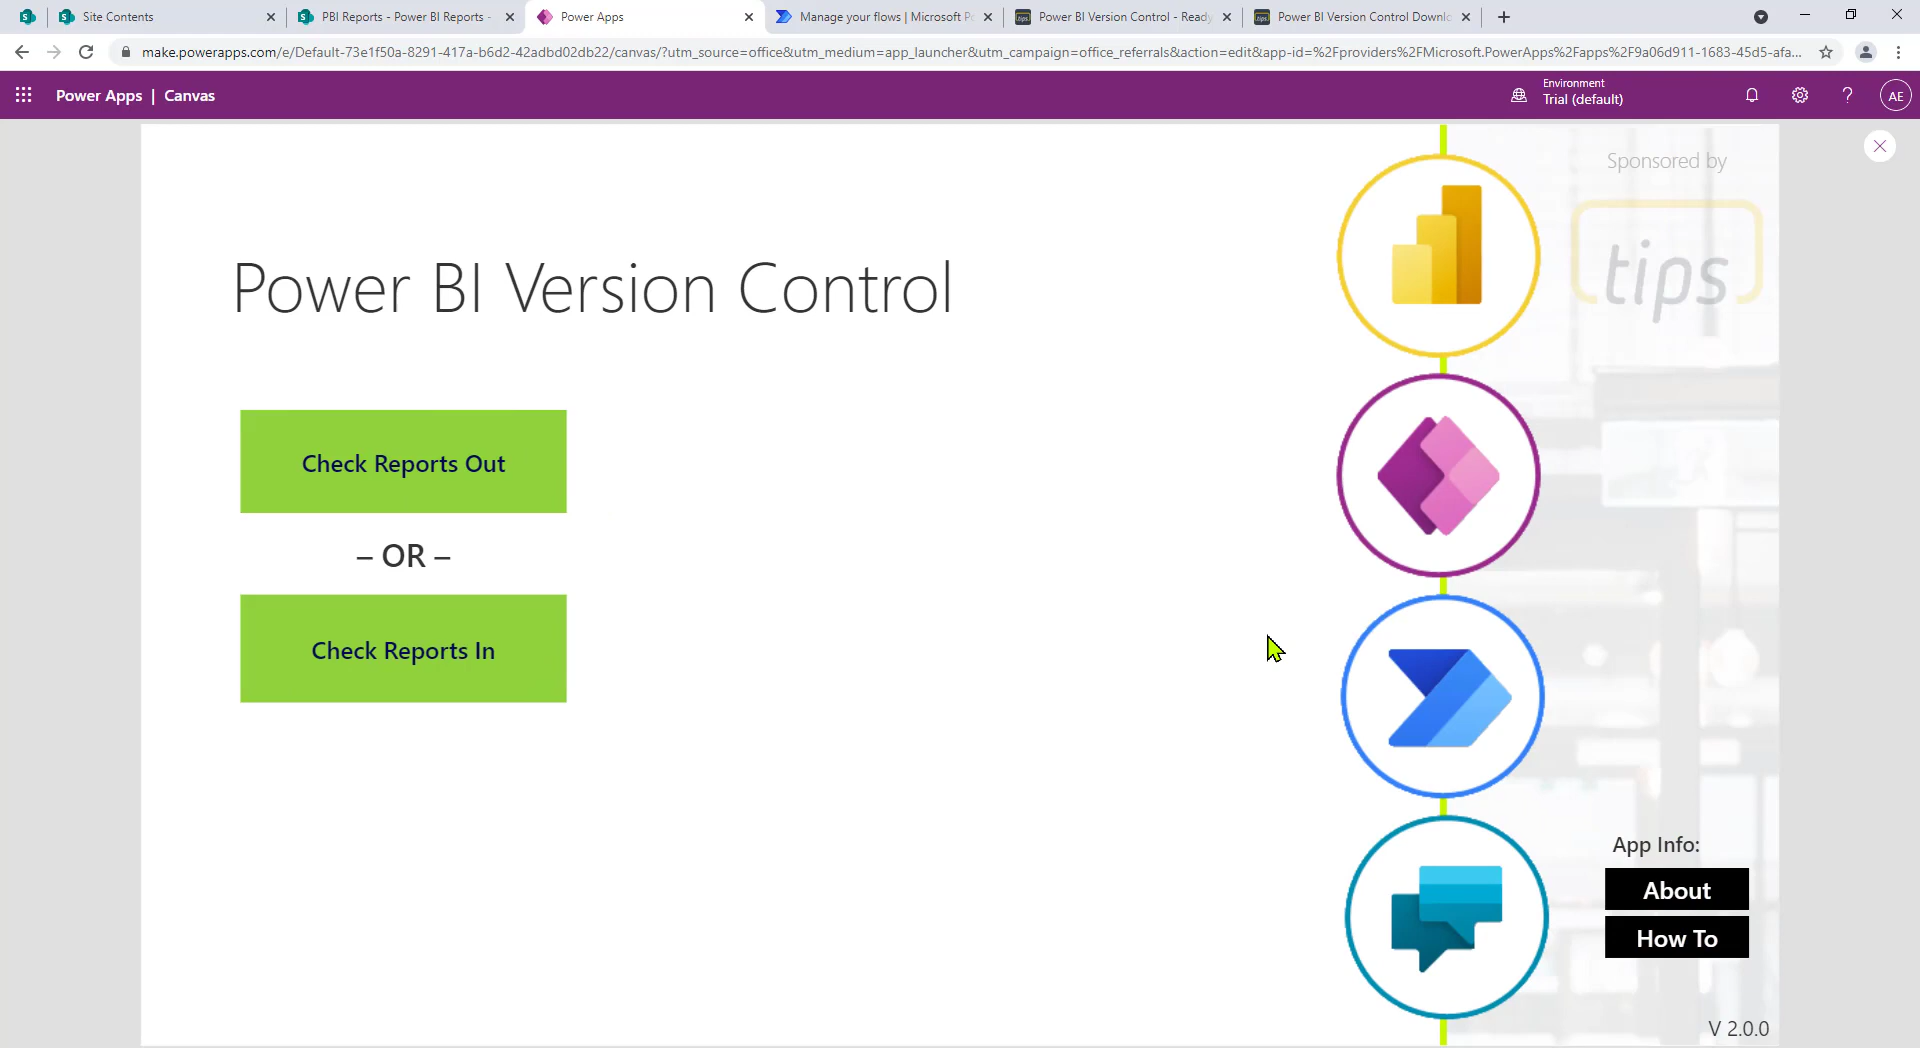 Site Contents
PBI Reports - Power BI Reports -
Power Apps
Manage your flows | Microsoft Po
Power BI Version Control - Ready
Power BI Version Control Downlo
make.powerapps.com/e/Default-73e1f50a-8291-417a-b6d2-42adbd02db22/canvas/?utm_source=office&utm_medium=app_launcher&utm_campaign=office_referrals&action=edit&app-id=%2Fproviders%2FMicrosoft.PowerApps%2Fapps%2F9a06d911-1683-45d5-afa...
Power Apps | Canvas
Environment
Trial (default)
AE
Sponsored by
tips
Power BI Version Control
Check Reports Out
– OR –
Check Reports In
App Info:
About
How To
V 2.0.0